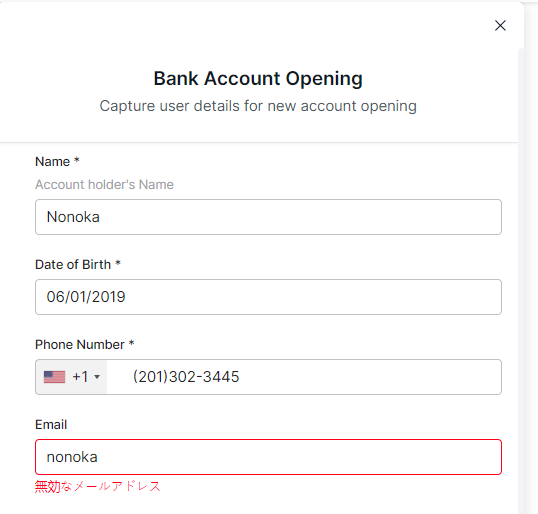 Bank Account Opening
Capture user details for new account opening
Name *
Account holder's Name
Nonoka
Date of Birth *
06/01/2019
Phone Number *
+1 (201)302-3445
Email
nonoka
無効なメールアドレス